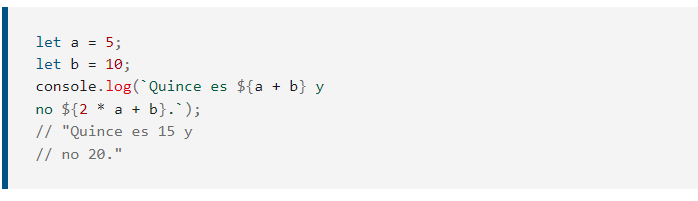 let a = 5;
let b = 10;
console.log(`Quince es ${a + b} y
no ${2 * a + b}.`);
// "Quince es 15 y
// no 20."